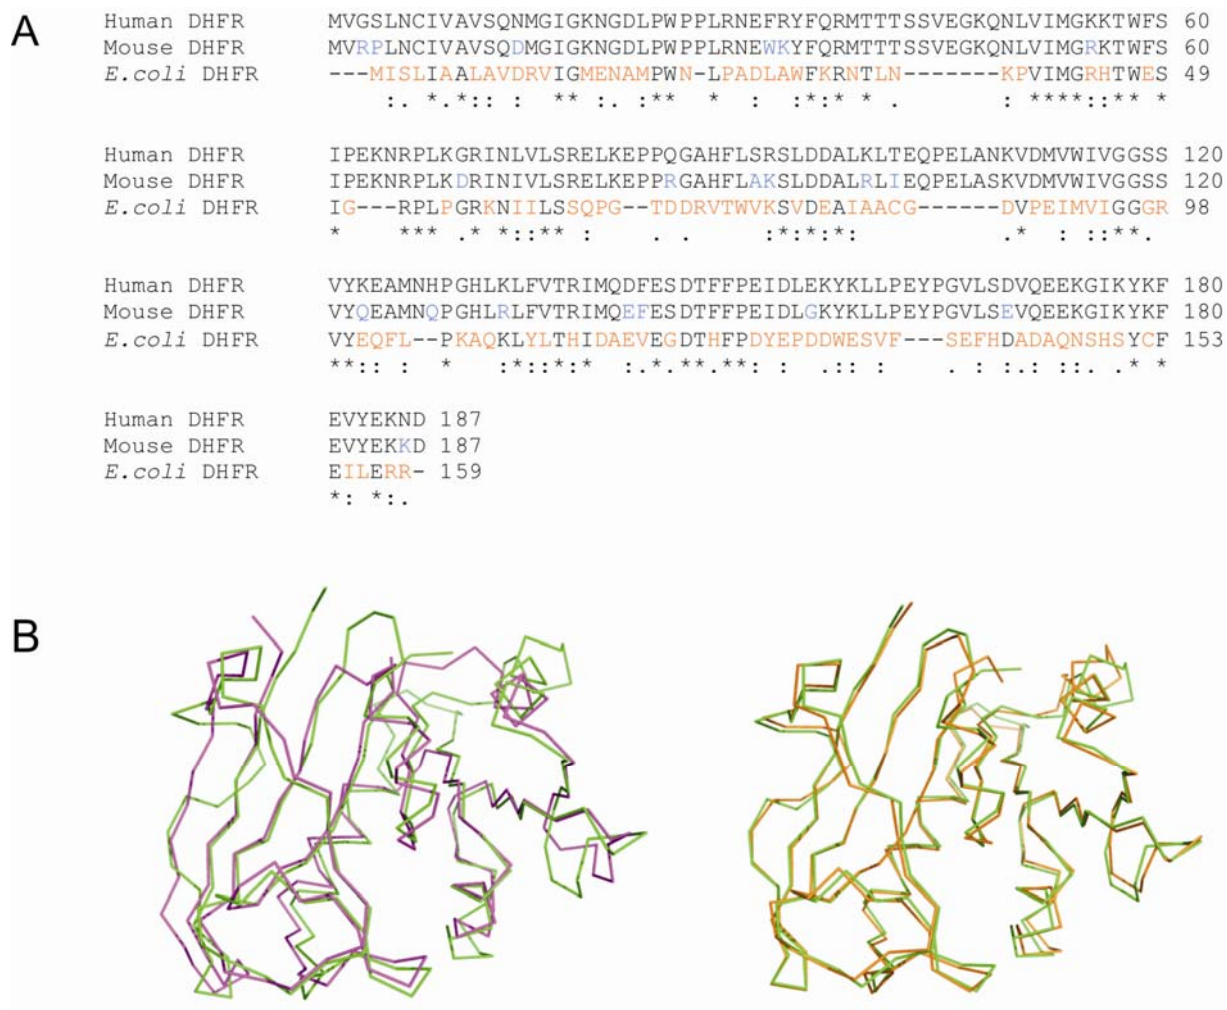 A
Human DHFR MVGSLNCIVAVSQNMGIGKNGDLPWPPLRNEFRYFQRMTTTSSVEGKQNLVIMGKKTWFS 60
Mouse DHFR MVRPLNCIVAVSQDMGIGKNGDLPWPPLRNEWKYFQRMTTTSSVEGKQNLVIMGRKTWFS 60
E.coli DHFR ---MISLIAALAVDRVIGMENAMPWN-LPADLAWFKRNTLN-------KPVIMGRHTWES 49
:. *.*:: : ** :. :** * : :*:* * . : ****::** *
Human DHFR IPEKNRPLKGRINLVLSRELKEPPQGAHFLSRSLDDALKLTEQPELANKVDMVWIVGGSS 120
Mouse DHFR IPEKNRPLKDRINIVLSRELKEPPRGAHFLAKSLDDALRLIEQPELASKVDMVWIVGGSS 120
E.coli DHFR IG---RPLPGRKNIILSSQPG--TDDRVTWVKSVDEAIAACG------DVPEIMVIGGGR 98
* *** .* *::** : . . :*:*:*: .* : ::**.
Human DHFR VYKEAMNHPGHLKLFVTRIMQDFESDTFFPEIDLEKYKLLPEYPGVLSDVQEEKGIKYKF 180
Mouse DHFR VYQEAMNQPGHLRLFVTRIMQEFESDTFFPEIDLGKYKLLPEYPGVLSEVQEEKGIKYKF 180
E.coli DHFR VYEQFL--PKAQKLYLTHIDAEVEGDTHFPDYEPDDWESVF---SEFHDADAQNSHSYCF 153
**:: : * :*::*:* :.*.**.**: : .:: : . : :.: ::. .* *
Human DHFR EVYEKND 187
Mouse DHFR EVYEKKD 187
E.coli DHFR EILERR- 159
*: *:.
B